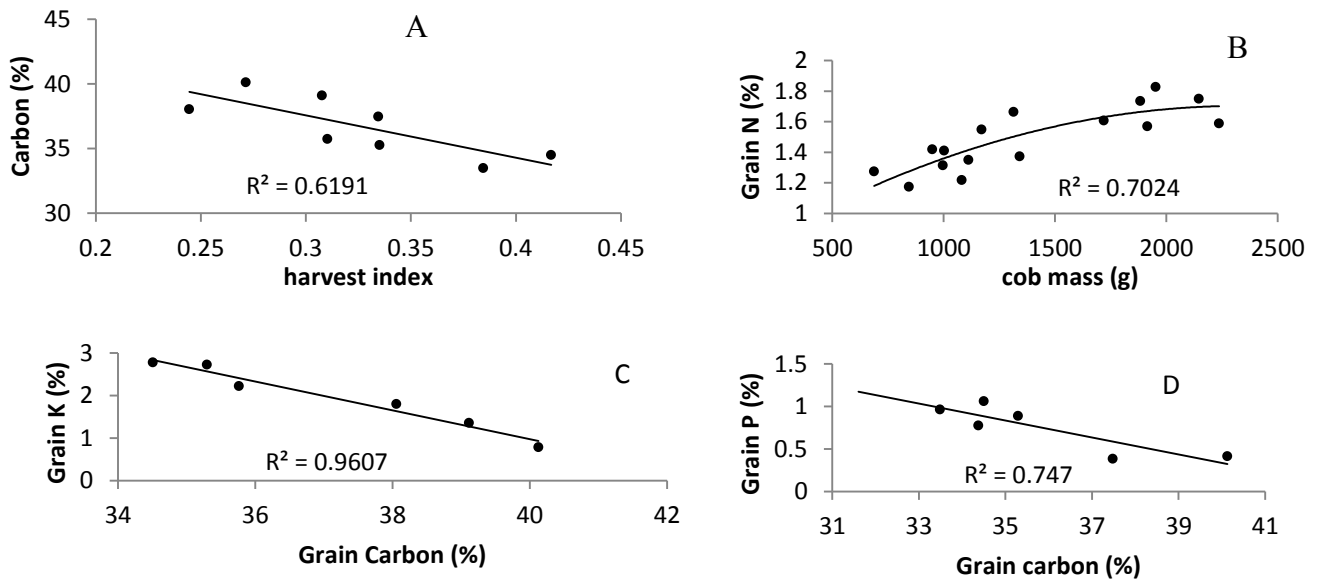 A
Carbon (%)
45
40
35
30
R² = 0.6191
0.2 0.25 0.3 0.35 0.4 0.45
harvest index
B
Grain N (%)
2
1.8
1.6
1.4
1.2
1
R² = 0.7024
500 1000 1500 2000 2500
cob mass (g)
C
Grain K (%)
3
2
1
0
R² = 0.9607
34 36 38 40 42
Grain Carbon (%)
D
Grain P (%)
1.5
1
0.5
0
R² = 0.747
31 33 35 37 39 41
Grain carbon (%)